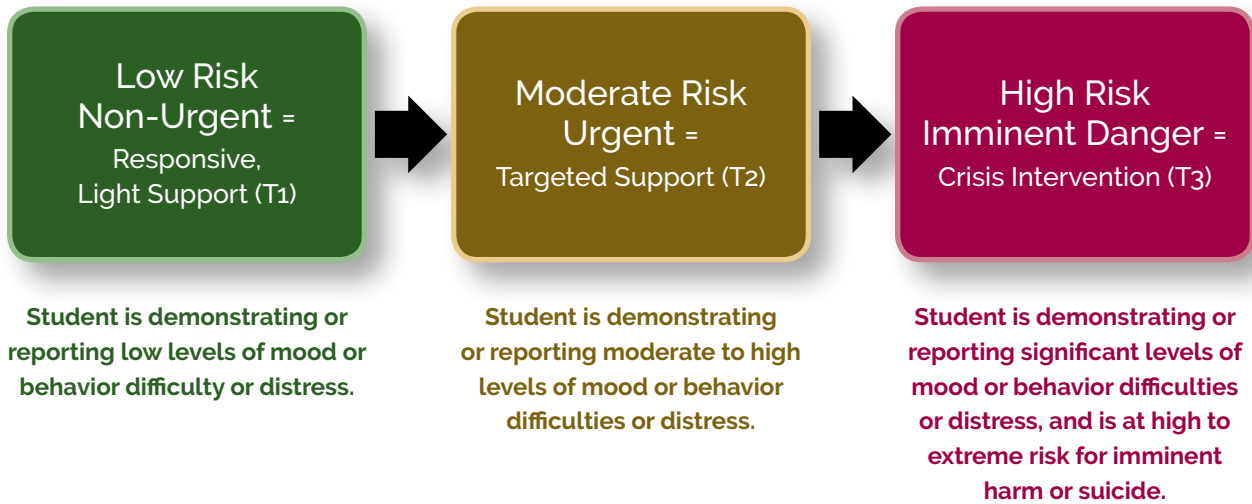 Low Risk
Non-Urgent =
Responsive,
Light Support (T1)
Moderate Risk
Urgent =
Targeted Support (T2)
High Risk
Imminent Danger =
Crisis Intervention (T3)
Student is demonstrating or
reporting low levels of mood or
behavior difficulty or distress.
Student is demonstrating
or reporting moderate to high
levels of mood or behavior
difficulties or distress.
Student is demonstrating or
reporting significant levels of
mood or behavior difficulties
or distress, and is at high to
extreme risk for imminent
harm or suicide.